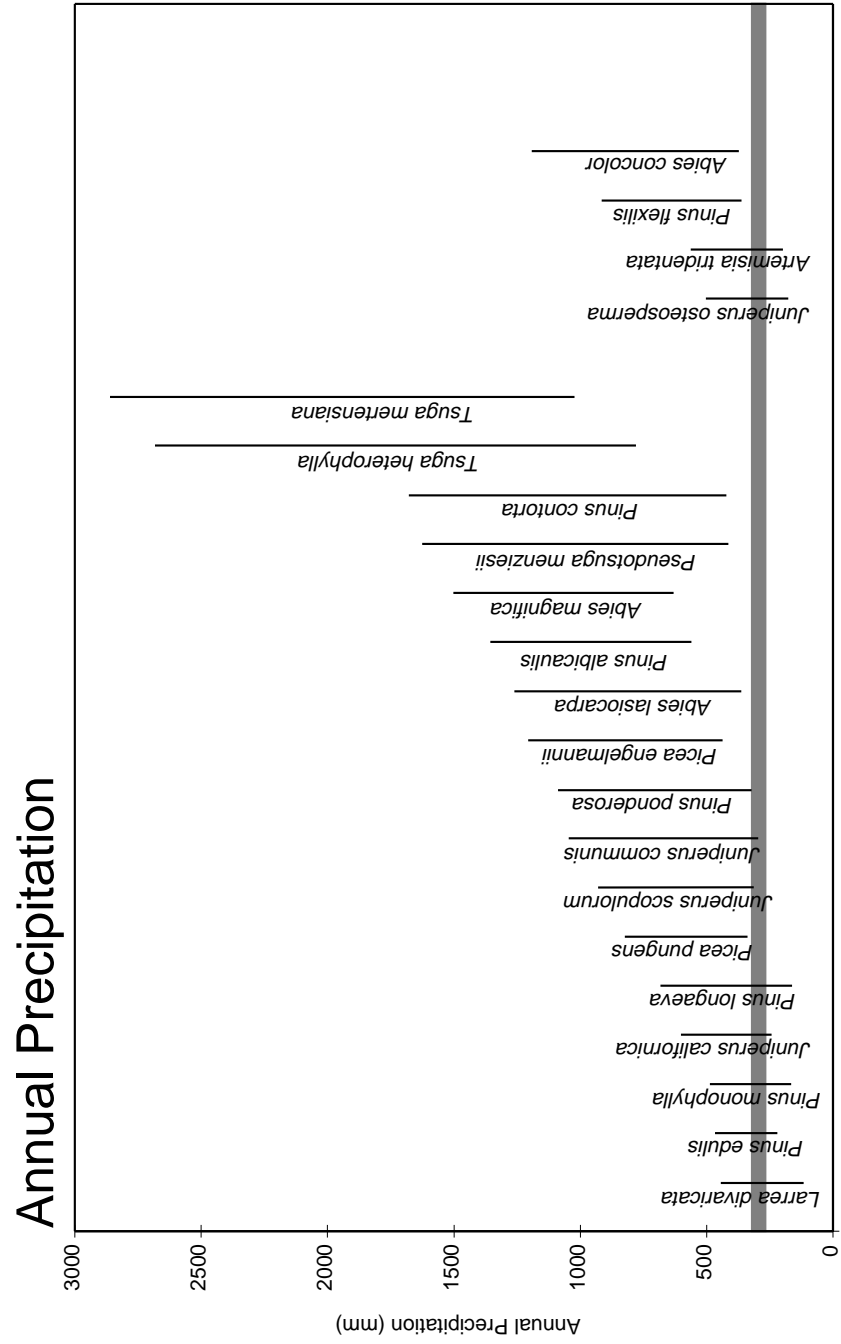 Annual Precipitation
Annual Precipitation (mm)
3000
2500
2000
1500
1000
500
0
Larrea divaricata
Pinus edulis
Pinus monophylla
Juniperus californica
Pinus longaeva
Picea pungens
Juniperus scopulorum
Juniperus communis
Pinus ponderosa
Picea engelmannii
Abies lasiocarpa
Pinus albicaulis
Abies magnifica
Pseudotsuga menziesii
Pinus contorta
Tsuga heterophylla
Tsuga mertensiana
Juniperus osteosperma
Artemisia tridentata
Pinus flexilis
Abies concolor